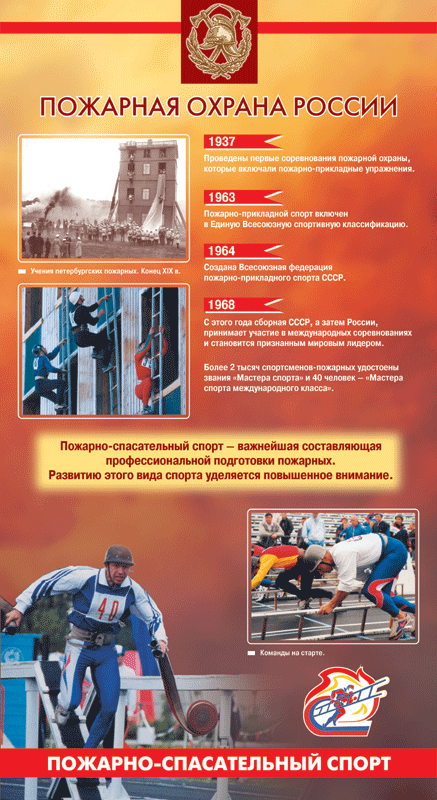 ПОЖАРНАЯ ОХРАНА РОССИИ
1937
Проведены первые соревнования пожарной охраны,
которые включали пожарно-прикладные упражнения.
1963
Пожарно-прикладной спорт включен
в Единую Всесоюзную спортивную классификацию.
Учения петербургских пожарных. Конец XIX в.
1964
Создана Всесоюзная федерация
пожарно-прикладного спорта СССР.
1968
С этого года сборная СССР, а затем России,
принимает участие в международных соревнованиях
и становится признанным мировым лидером.
Более 2 тысяч спортсменов-пожарных удостоены
звания «Мастера спорта» и 40 человек – «Мастера
спорта международного класса».
Пожарно-спасательный спорт – важнейшая составляющая
профессиональной подготовки пожарных.
Развитию этого вида спорта уделяется повышенное внимание.
40
Команды на старте.
ПОЖАРНО-СПАСАТЕЛЬНЫЙ СПОРТ